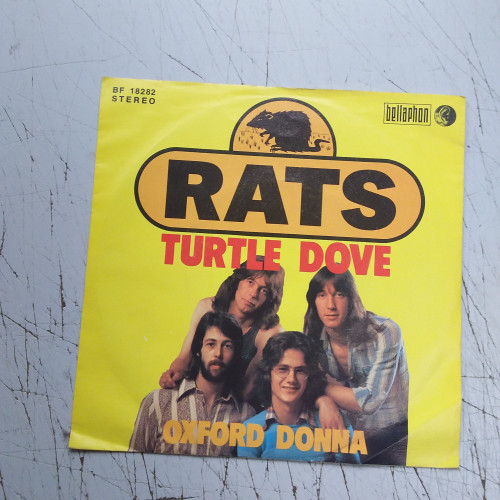 BF 18282
STEREO
bellaphon
RATS
TURTLE DOVE
OXFORD DONNA